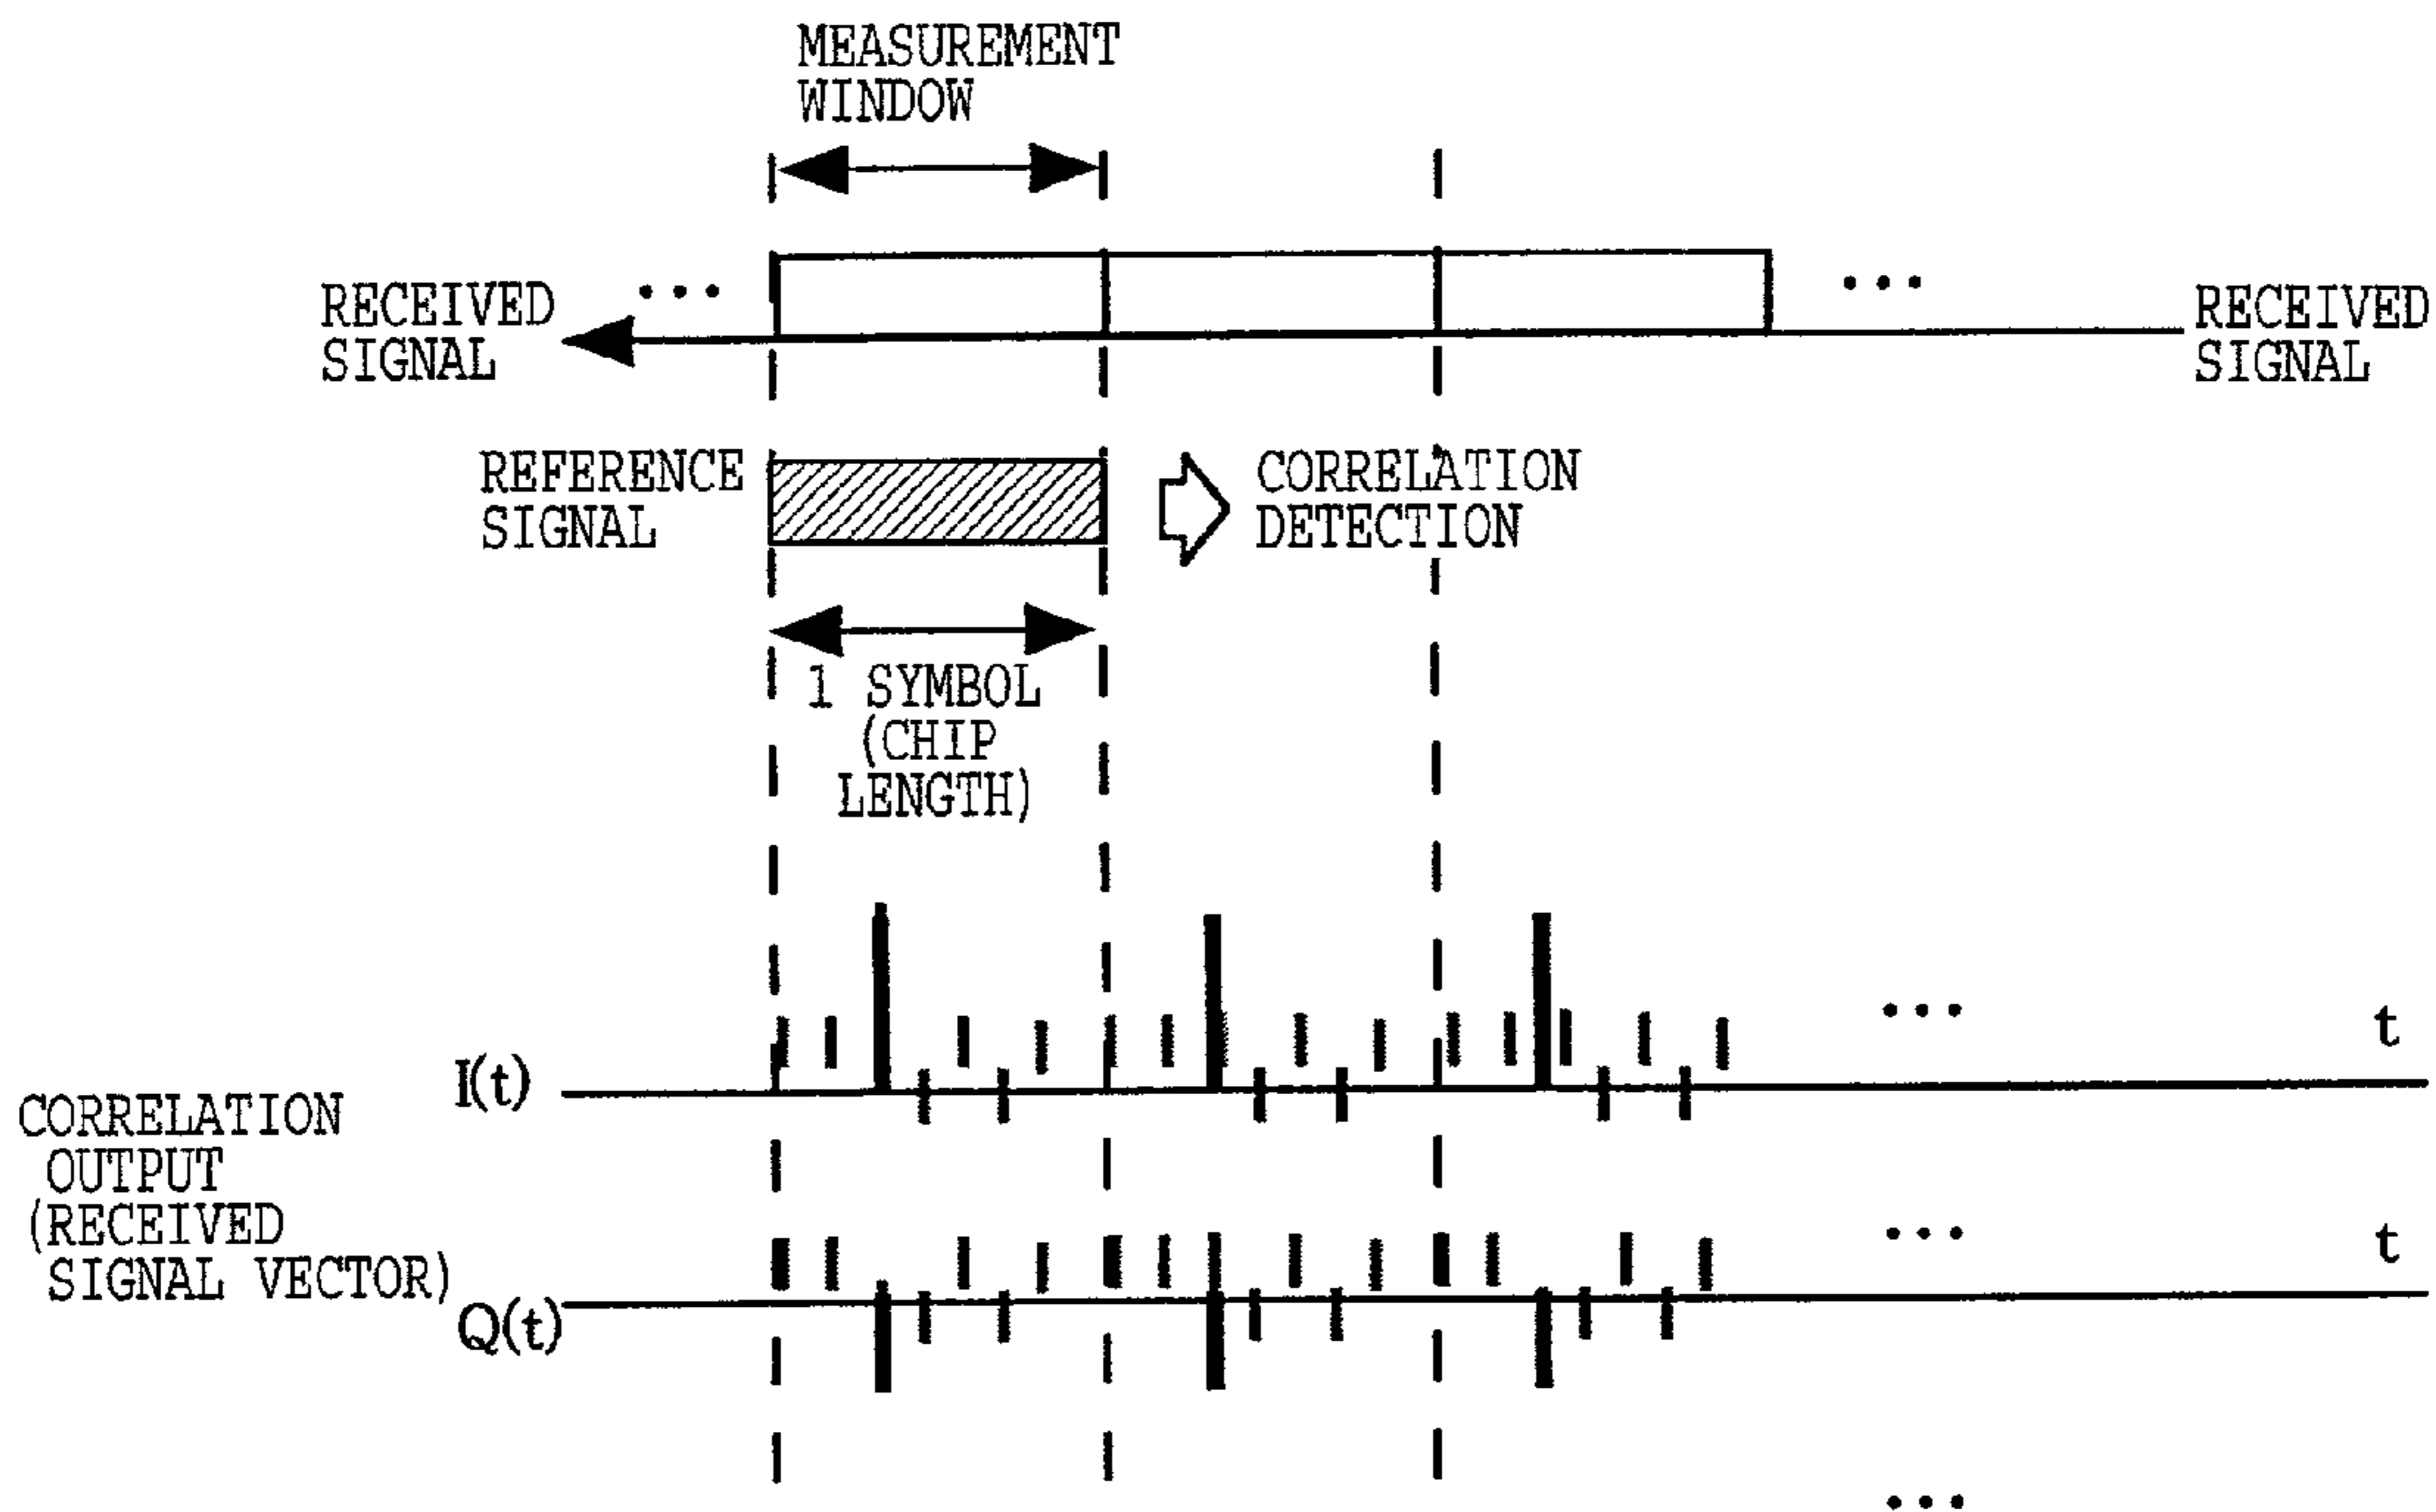 MEASUREMENT
WINDOW
RECEIVED
SIGNAL
...
...
RECEIVED
SIGNAL
REFERENCE
SIGNAL
CORRELATION
DETECTION
1 SYMBOL
(CHIP
LENGTH)
...
t
I(t)
CORRELATION
OUTPUT
(RECEIVED
SIGNAL VECTOR)
...
t
Q(t)
...